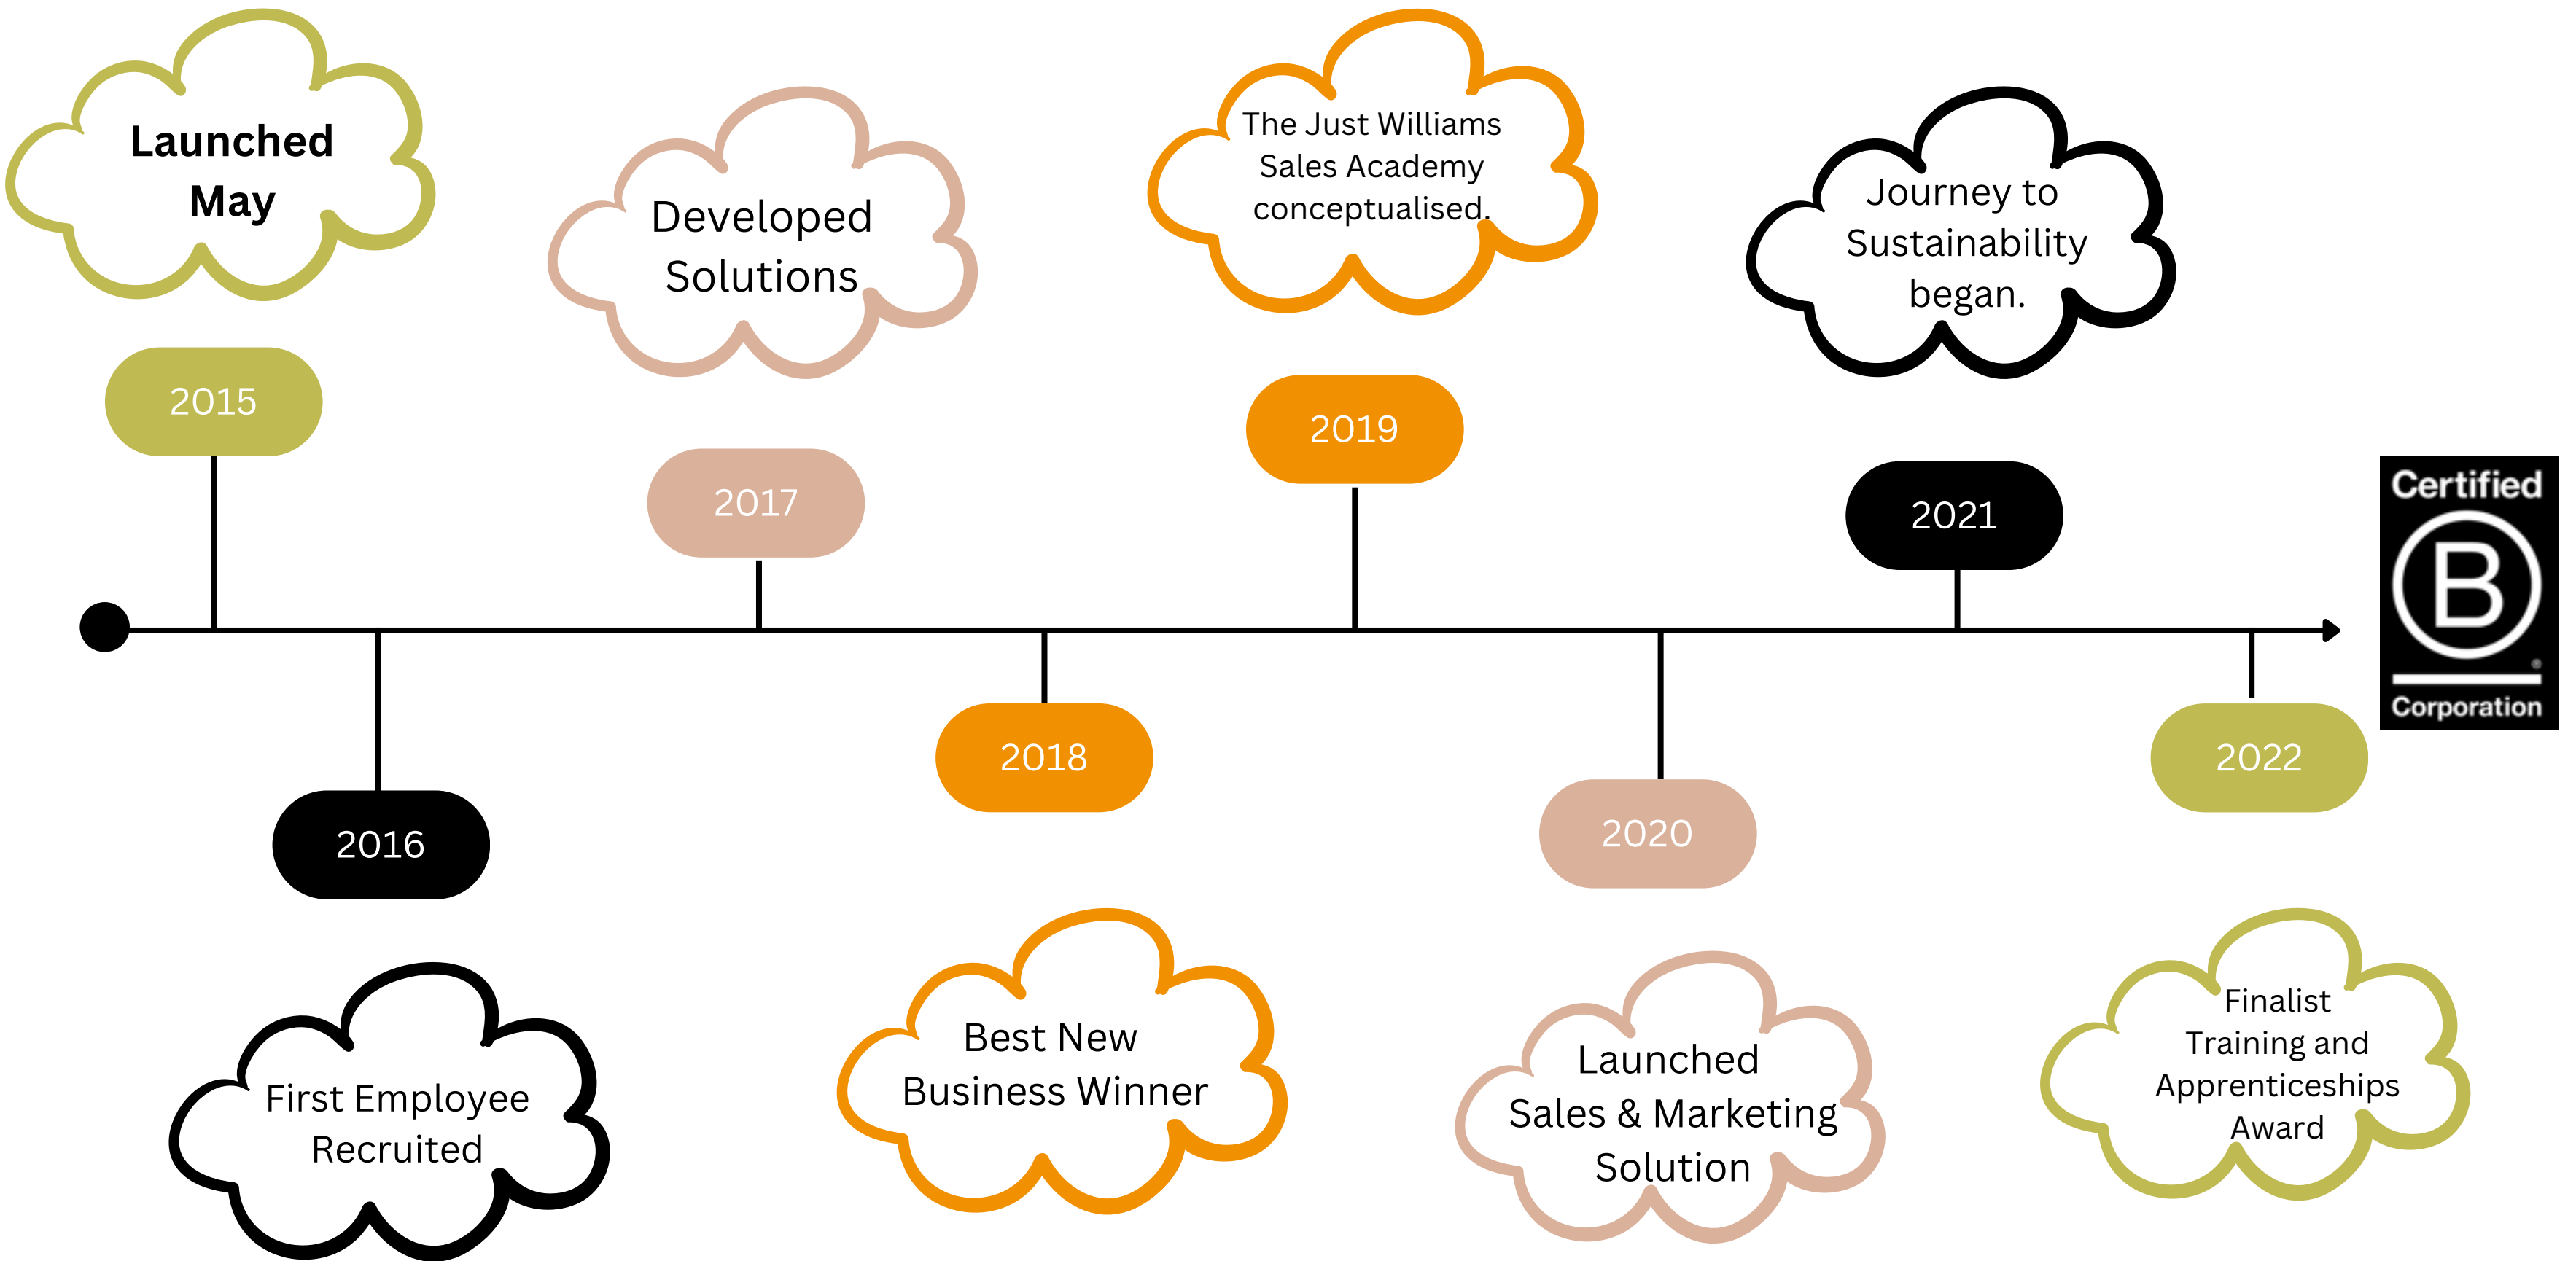 Launched
May
2015
2016
First Employee
Recruited
Developed
Solutions
2017
2018
Best New
Business Winner
The Just Williams
Sales Academy
conceptualised.
2019
2020
Launched
Sales & Marketing
Solution
Journey to
Sustainability
began.
2021
2022
Finalist
Training and
Apprenticeships
Award
Certified
B
®
Corporation